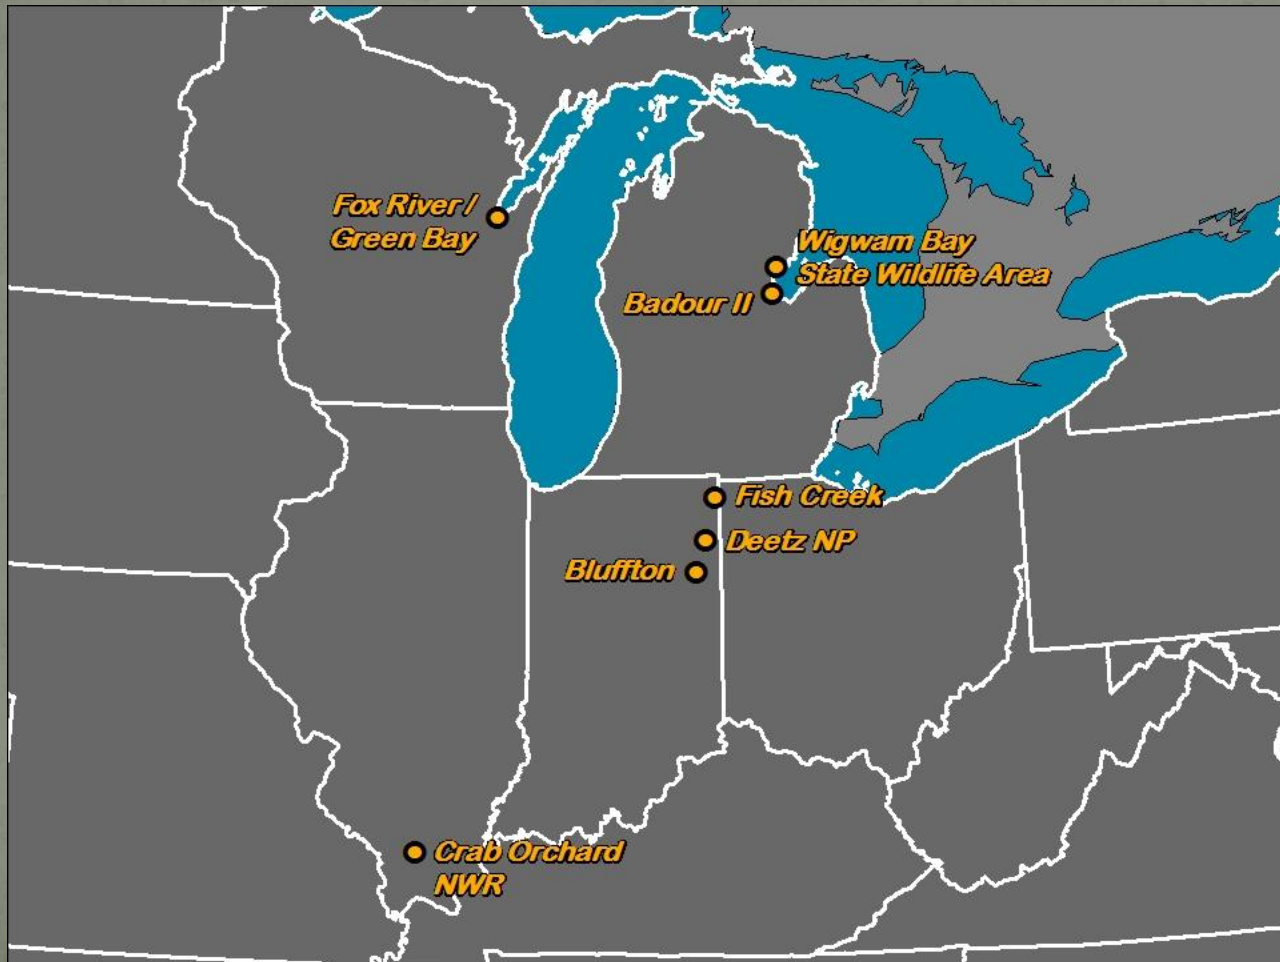 Fox River /
Green Bay
Wigwam Bay
State Wildlife Area
Badour II
Fish Creek
Deetz NP
Bluffton
Crab Orchard
NWR